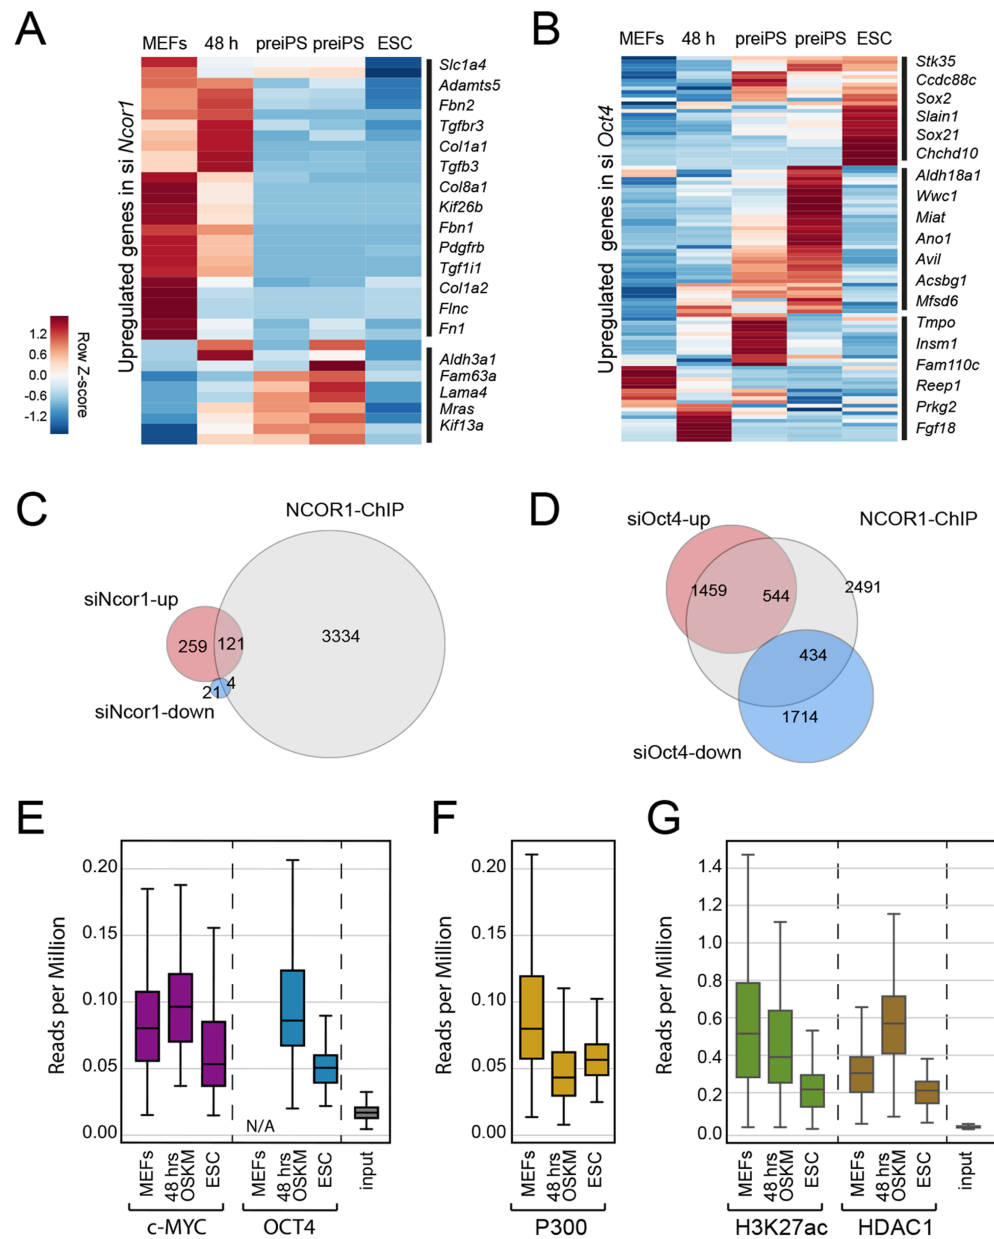 A
MEFs 48 h preiPS preiPS ESC
Upregulated genes in si Ncor1
Slc1a4
Adamts5
Fbn2
Tgfbr3
Col1a1
Tgfb3
Col8a1
Kif26b
Fbn1
Pdgfrb
Tgf1i1
Col1a2
Flnc
Fn1
Aldh3a1
Fam63a
Lama4
Mras
Kif13a
1.2
0.6
0.0
-0.6
-1.2
Row Z-score
B
MEFs 48 h preiPS preiPS ESC
Upregulated genes in si Oct4
Stk35
Ccdc88c
Sox2
Slain1
Sox21
Chchd10
Aldh18a1
Wwc1
Miat
Ano1
Avil
Acsbg1
Mfsd6
Tmpo
Insm1
Fam110c
Reep1
Prkg2
Fgf18
C
NCOR1-ChIP
siNcor1-up
259 121 3334
21 4
siNcor1-down
D
siOct4-up NCOR1-ChIP
1459 544 2491
434
1714
siOct4-down
E
Reads per Million
0.20
0.15
0.10
0.05
0.00
N/A
MEFs
48 hrs
OSKM
ESC
MEFs
48 hrs
OSKM
ESC
input
c-MYC OCT4
F
Reads per Million
0.20
0.15
0.10
0.05
0.00
MEFs
48 hrs
OSKM
ESC
P300
G
Reads per Million
1.4
1.2
1.0
0.8
0.6
0.4
0.2
0.0
MEFs
48 hrs
OSKM
ESC
MEFs
48 hrs
OSKM
ESC
input
H3K27ac HDAC1